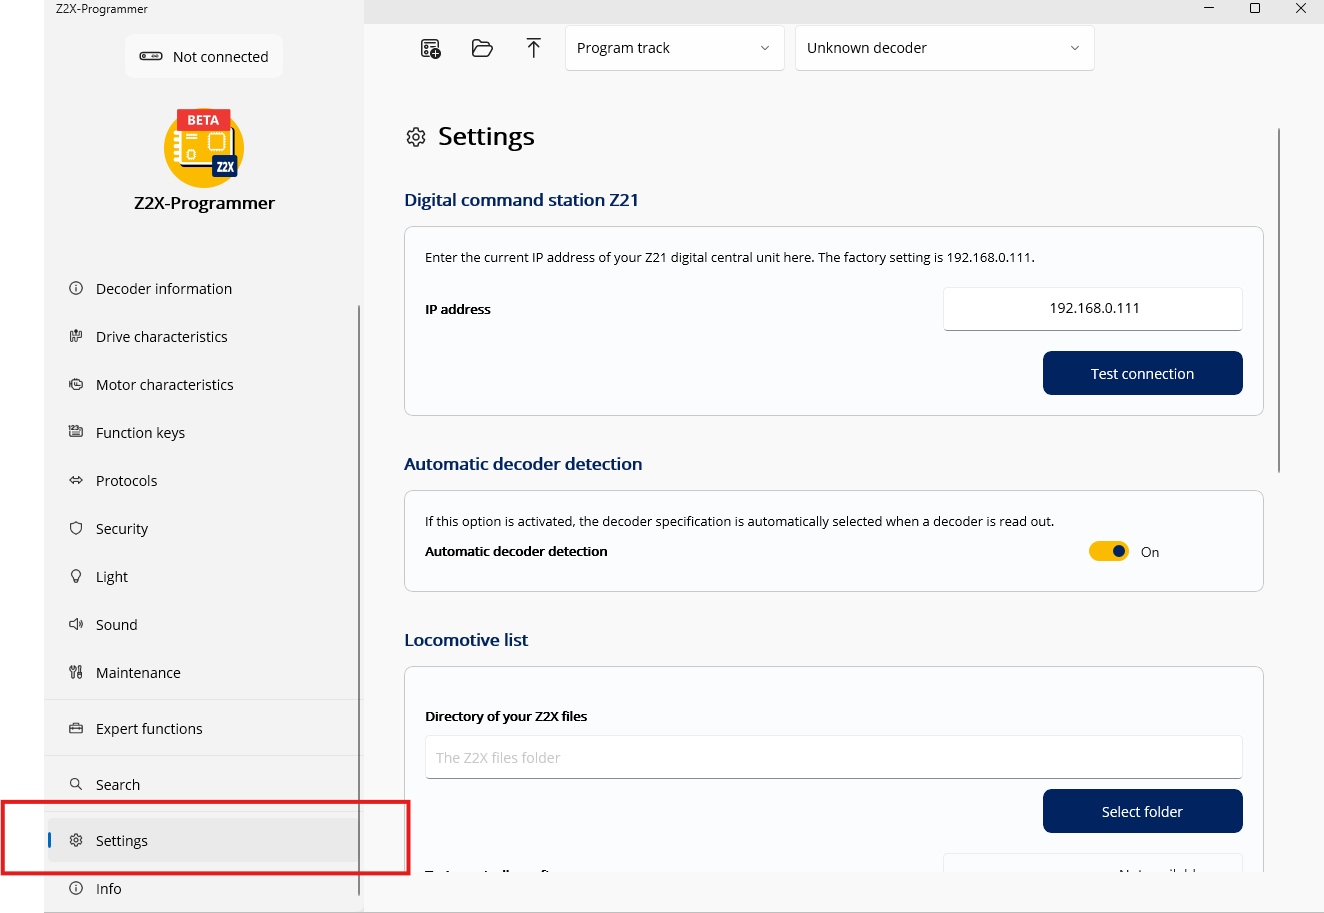 Z2X-Programmer
Not connected
BETA
Z2X
Z2X-Programmer
Decoder information
Drive characteristics
Motor characteristics
Function keys
Protocols
Security
Light
Sound
Maintenance
Expert functions
Search
Settings
Info
Program track
Unknown decoder
Settings
Digital command station Z21
Enter the current IP address of your Z21 digital central unit here. The factory setting is 192.168.0.111.
IP address
192.168.0.111
Test connection
Automatic decoder detection
If this option is activated, the decoder specification is automatically selected when a decoder is read out.
Automatic decoder detection
On
Locomotive list
Directory of your Z2X files
The Z2X files folder
Select folder